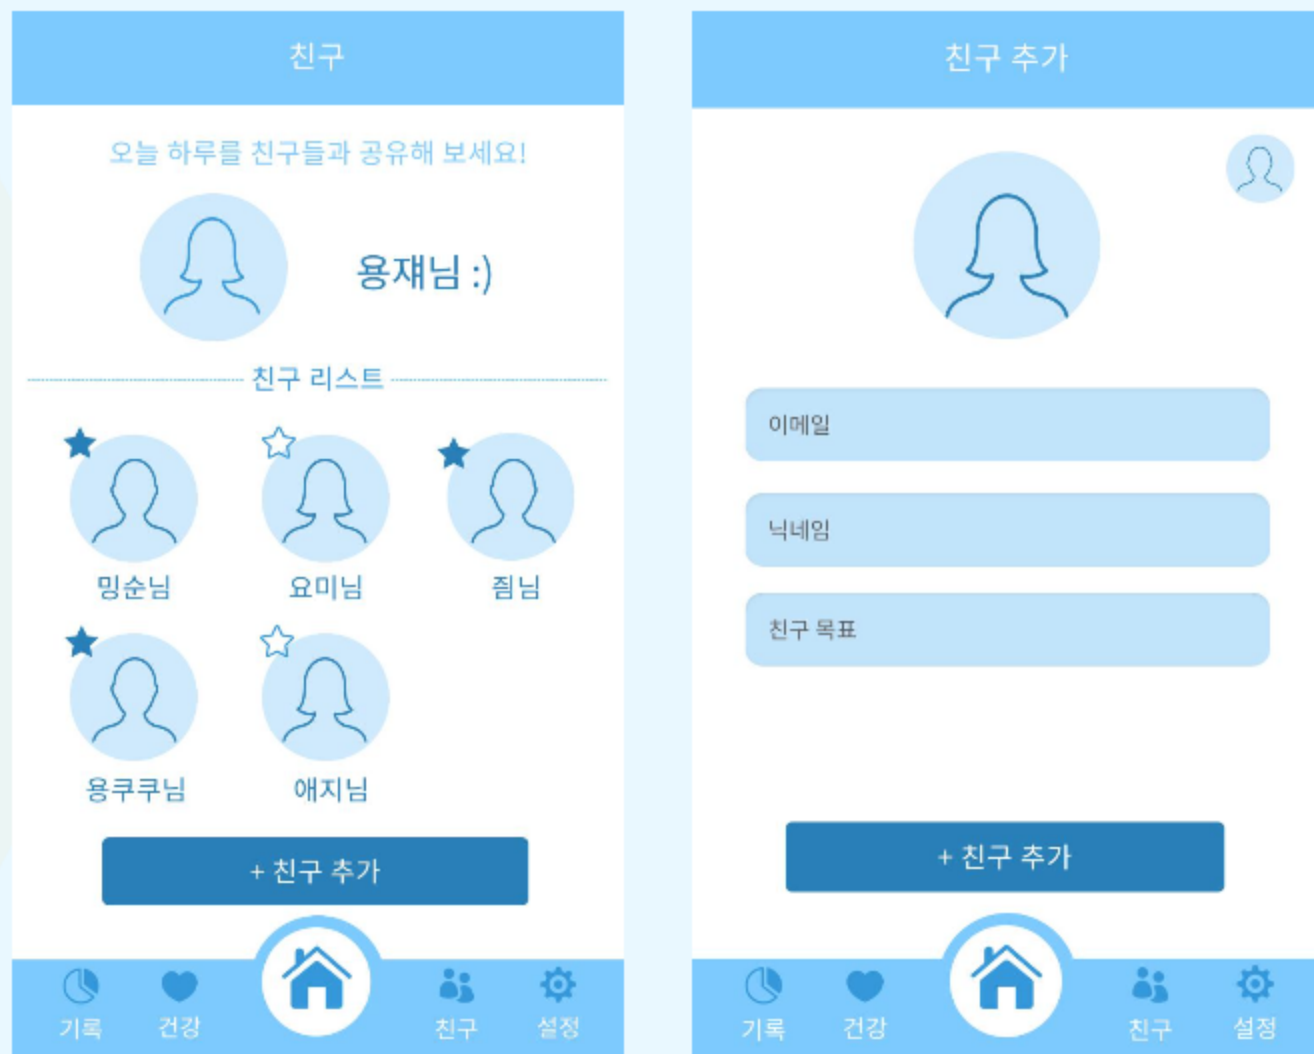 친구
오늘 하루를 친구들과 공유해 보세요!
용쟤님 :)
친구 리스트
밍순님
요미님
즴님
용쿠쿠님
애지님
+ 친구 추가
기록
건강
친구
설정
친구 추가
이메일
닉네임
친구 목표
+ 친구 추가
기록
건강
친구
설정